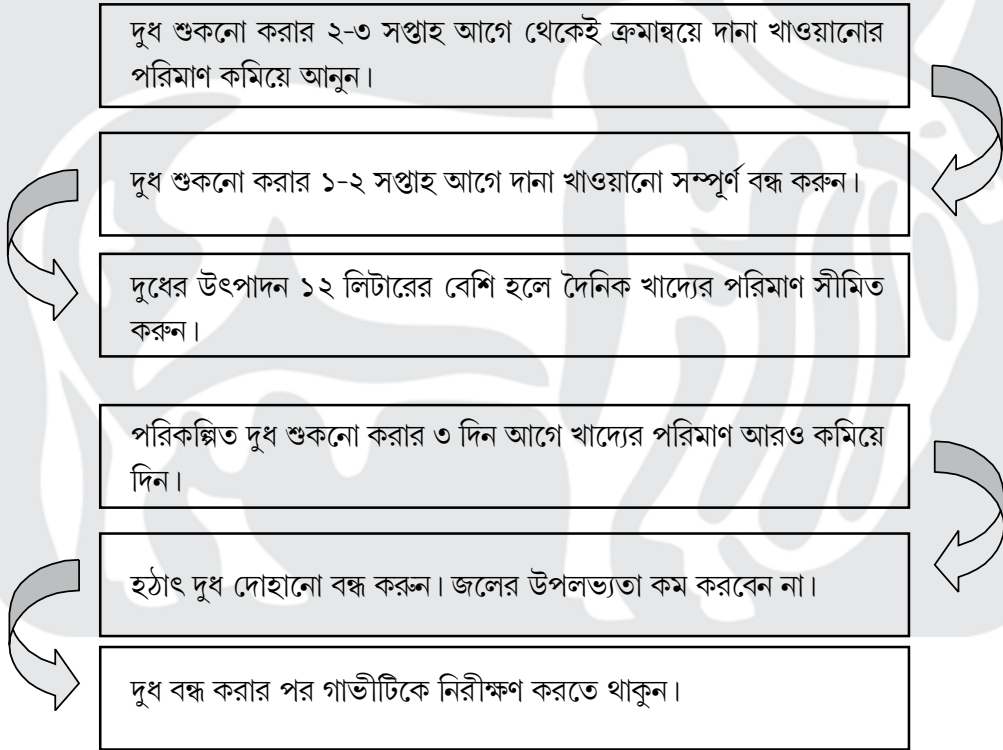 দুধ শুকনো করার ২-৩ সপ্তাহ আগে থেকেই ক্রমান্বয়ে দানা খাওয়ানোর
পরিমাণ কমিয়ে আনুন।
দুধ শুকনো করার ১-২ সপ্তাহ আগে দানা খাওয়ানো সম্পূর্ণ বন্ধ করুন।
দুধের উৎপাদন ১২ লিটারের বেশি হলে দৈনিক খাদ্যের পরিমাণ সীমিত
করুন।
পরিকল্পিত দুধ শুকনো করার ৩ দিন আগে খাদ্যের পরিমাণ আরও কমিয়ে
দিন।
হঠাৎ দুধ দোহানো বন্ধ করুন। জলের উপলভ্যতা কম করবেন না।
দুধ বন্ধ করার পর গাভীটিকে নিরীক্ষণ করতে থাকুন।